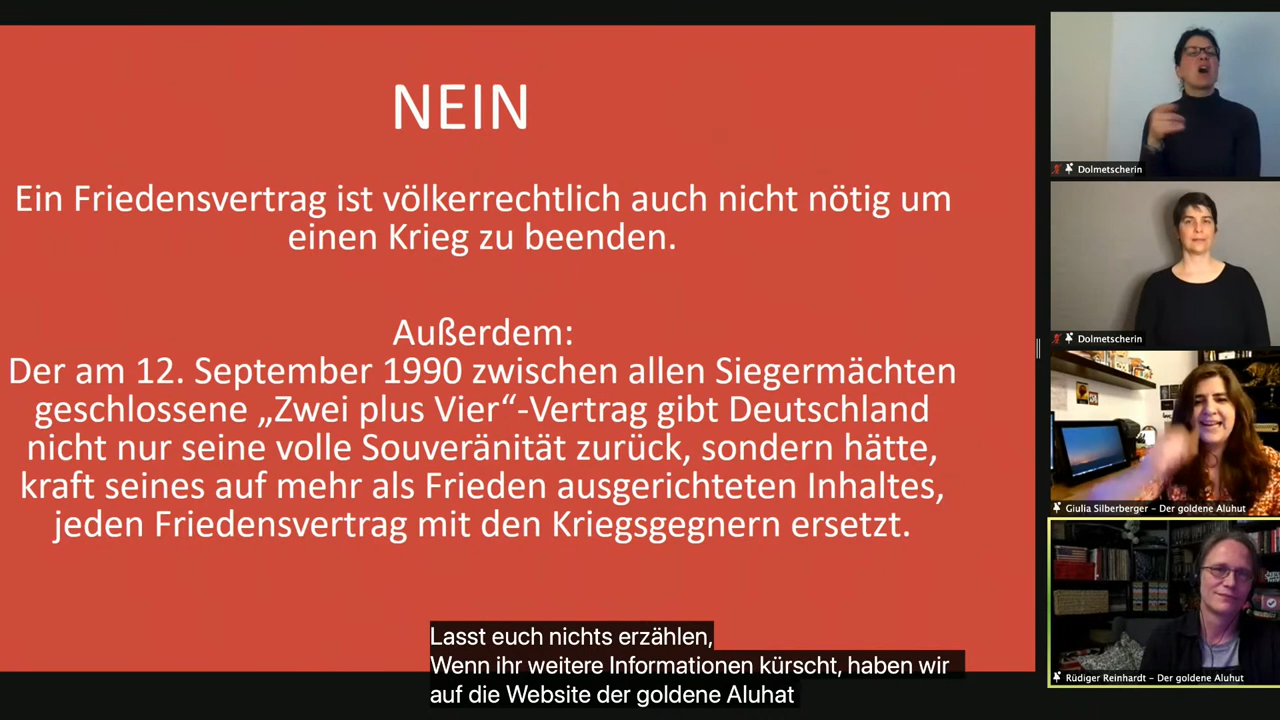 NEIN
Ein Friedensvertrag ist völkerrechtlich auch nicht nötig um
einen Krieg zu beenden.
Außerdem:
Der am 12. September 1990 zwischen allen Siegermächten
geschlossene „Zwei plus Vier“-Vertrag gibt Deutschland
nicht nur seine volle Souveränität zurück, sondern hätte,
kraft seines auf mehr als Frieden ausgerichteten Inhaltes,
jeden Friedensvertrag mit den Kriegsgegnern ersetzt.
Lasst euch nichts erzählen,
Wenn ihr weitere Informationen kürscht, haben wir
auf die Website der goldene Aluhat
Dolmetscherin
Dolmetscherin
Giulia Silberberger – Der goldene Aluhut
Rüdiger Reinhardt – Der goldene Aluhut